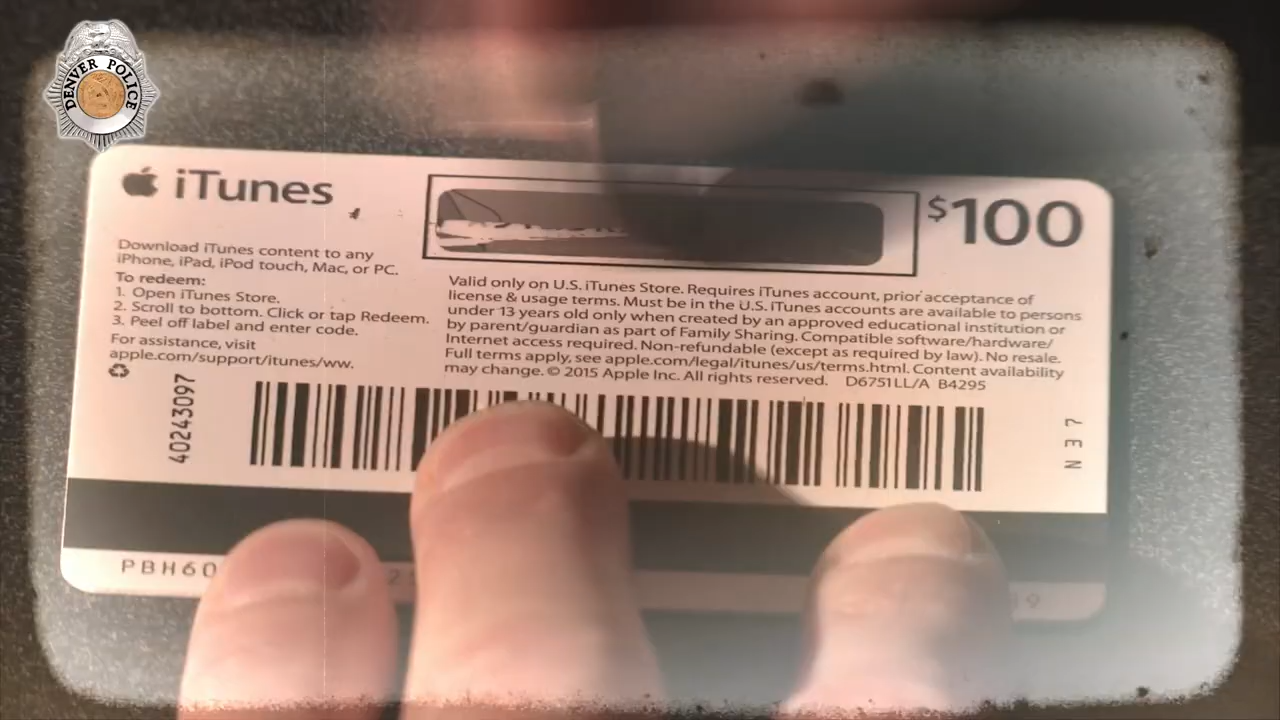 DENVER POLICE
iTunes
$100
Download iTunes content to any
iPhone, iPad, iPod touch, Mac, or PC.
To redeem:
1. Open iTunes Store.
2. Scroll to bottom. Click or tap Redeem.
3. Peel off label and enter code.
For assistance, visit
apple.com/support/itunes/ww.
Valid only on U.S. iTunes Store. Requires iTunes account, prior acceptance of
license & usage terms. Must be in the U.S. iTunes accounts are available to persons
under 13 years old only when created by an approved educational institution or
by parent/guardian as part of Family Sharing. Compatible software/hardware/
Internet access required. Non-refundable (except as required by law). No resale.
Full terms apply, see apple.com/legal/itunes/us/terms.html. Content availability
may change. © 2015 Apple Inc. All rights reserved. D6751LL/A B4295
40243097
NE7
PBH60